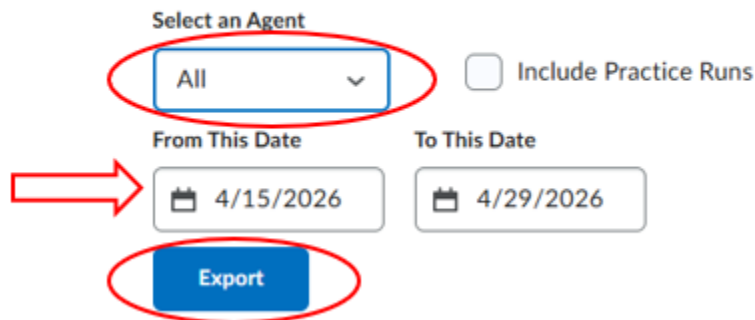 Select an Agent
All
Include Practice Runs
From This Date
To This Date
4/15/2026
4/29/2026
Export